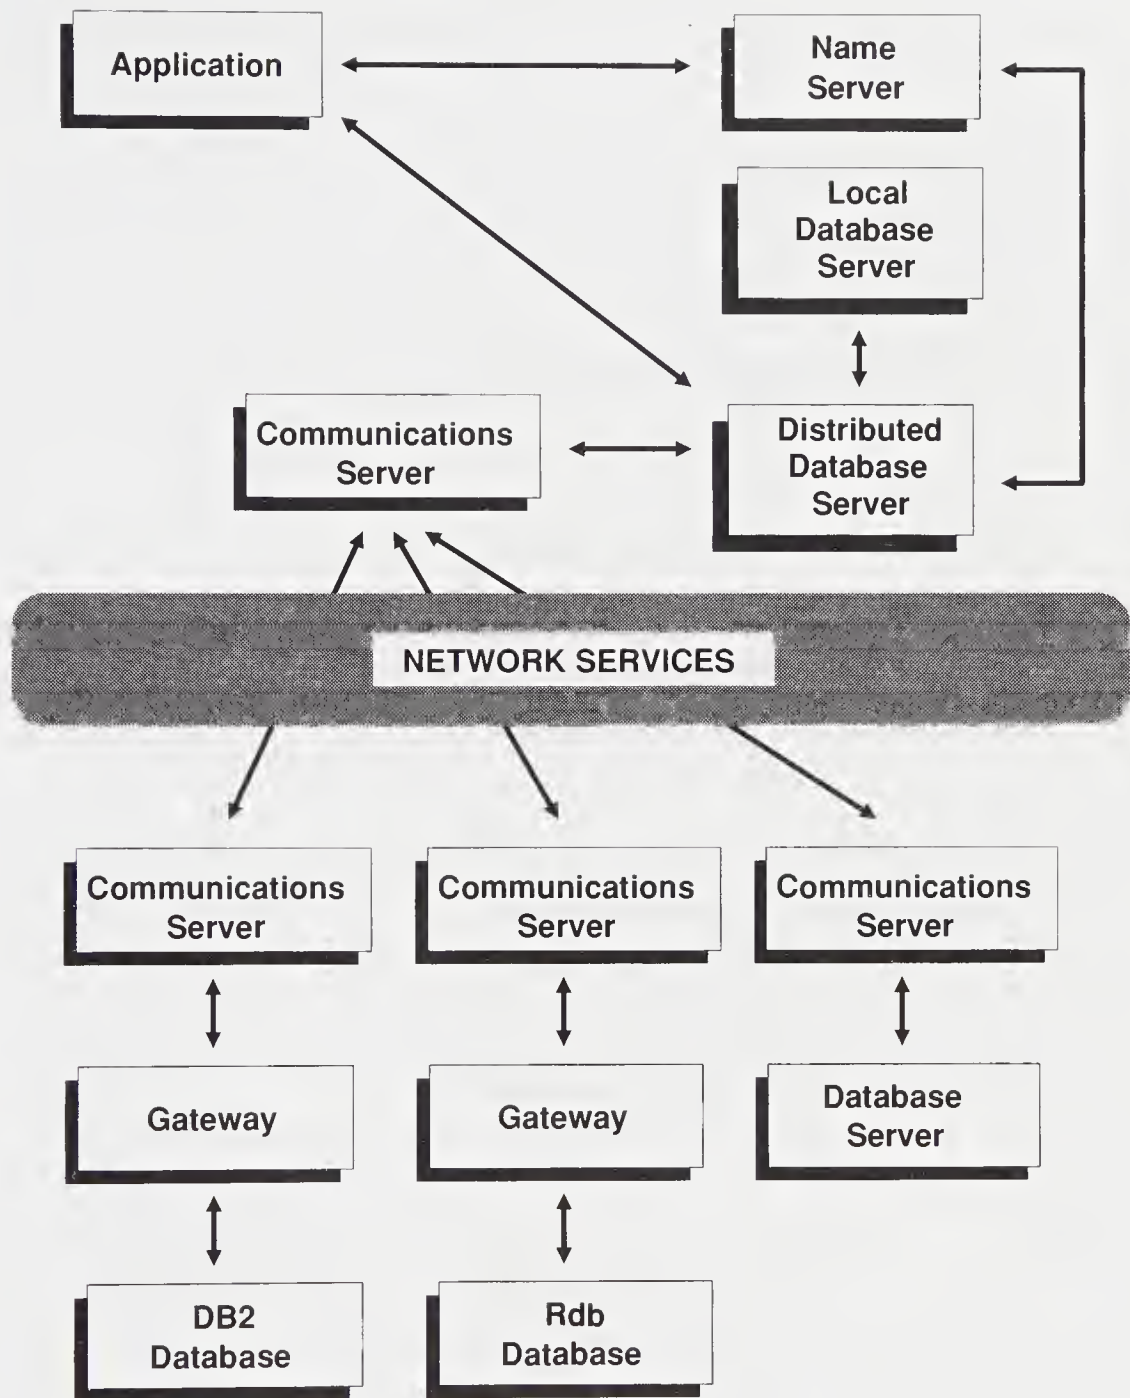 Application
Name
Server
Local
Database
Server
Communications
Server
Distributed
Database
Server
NETWORK SERVICES
Communications
Server
Communications
Server
Communications
Server
Gateway
Gateway
Database
Server
DB2
Database
Rdb
Database